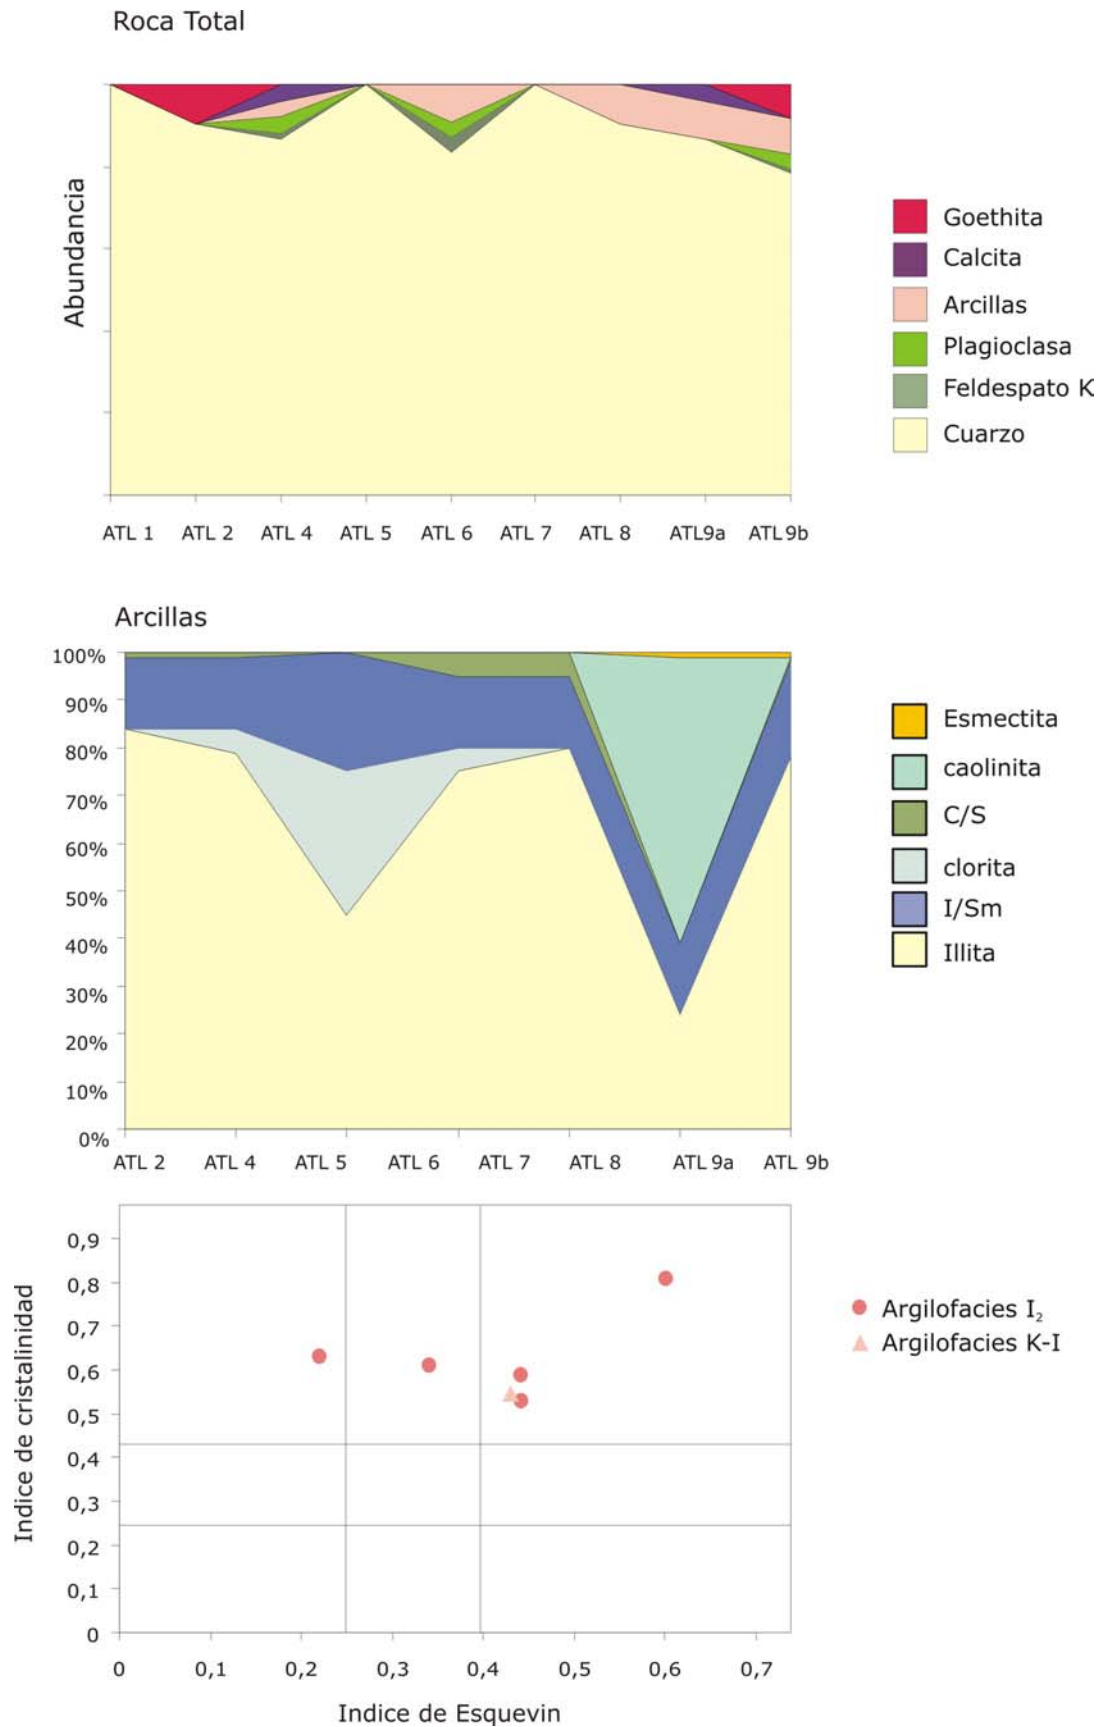 Roca Total
Abundancia
Goethita
Calcita
Arcillas
Plagioclasa
Feldespato K
Cuarzo
ATL 1 ATL 2 ATL 4 ATL 5 ATL 6 ATL 7 ATL 8 ATL9a ATL9b
Arcillas
100%
90%
80%
70%
60%
50%
40%
30%
20%
10%
0%
Esmectita
caolinita
C/S
clorita
I/Sm
Illita
ATL 2 ATL 4 ATL 5 ATL 6 ATL 7 ATL 8 ATL 9a ATL 9b
Indice de cristalinidad
0,9
0,8
0,7
0,6
0,5
0,4
0,3
0,2
0,1
0
Argilofacies I₂
Argilofacies K-I
0 0,1 0,2 0,3 0,4 0,5 0,6 0,7
Indice de Esquevin